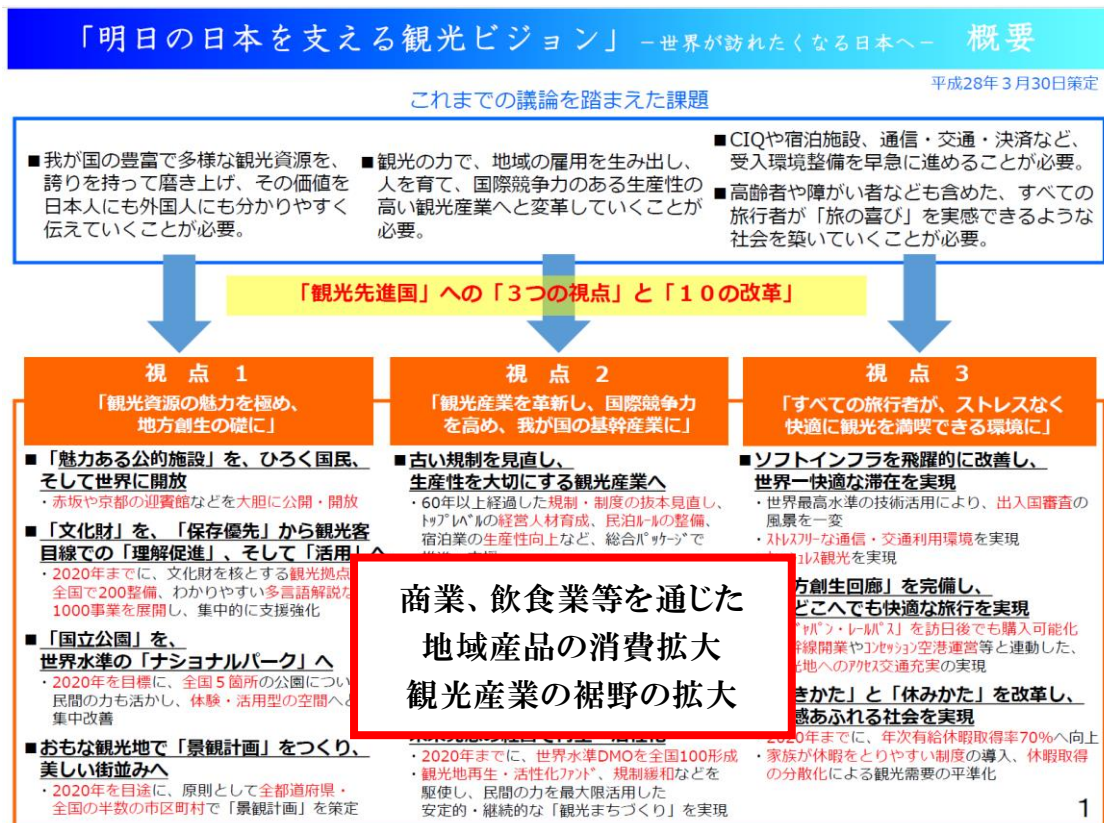 「明日の日本を支える観光ビジョン」 －世界が訪れたくなる日本へ－ 概要
平成28年3月30日策定
これまでの議論を踏まえた課題
■我が国の豊富で多様な観光資源を、
誇りを持って磨き上げ、その価値を
日本人にも外国人にも分かりやすく
伝えていくことが必要。
■観光の力で、地域の雇用を生み出し、
人を育て、国際競争力のある生産性の
高い観光産業へと変革していくことが
必要。
■CIQや宿泊施設、通信・交通・決済など、
受入環境整備を早急に進めることが必要。
■高齢者や障がい者なども含めた、すべての
旅行者が「旅の喜び」を実感できるような
社会を築いていくことが必要。
「観光先進国」への「３つの視点」と「１０の改革」
視 点 １
「観光資源の魅力を極め、
地方創生の礎に」
■「魅力ある公的施設」を、ひろく国民、
そして世界に開放
・赤坂や京都の迎賓館などを大胆に公開・開放
■「文化財」を、「保存優先」から観光客
目線での「理解促進」、そして「活用」へ
・2020年までに、文化財を核とする観光拠点
全国で200整備、わかりやすい多言語解説な
1000事業を展開し、集中的に支援強化
■「国立公園」を、
世界水準の「ナショナルパーク」へ
・2020年を目標に、全国５箇所の公園につい
民間の力も活かし、体験・活用型の空間へと
集中改善
■おもな観光地で「景観計画」をつくり、
美しい街並みへ
・2020年を目途に、原則として全都道府県・
全国の半数の市区町村で「景観計画」を策定
視 点 ２
「観光産業を革新し、国際競争力
を高め、我が国の基幹産業に」
■古い規制を見直し、
生産性を大切にする観光産業へ
・60年以上経過した規制・制度の抜本見直し、
ﾄｯﾌﾟﾚﾍﾞﾙの経営人材育成、民泊ﾙｰﾙの整備、
宿泊業の生産性向上など、総合ﾊﾟｯｹｰｼﾞで
商業、飲食業等を通じた
地域産品の消費拡大
観光産業の裾野の拡大
・2020年までに、世界水準DMOを全国100形成
・観光地再生・活性化ﾌｧﾝﾄﾞ、規制緩和などを
駆使し、民間の力を最大限活用した
安定的・継続的な「観光まちづくり」を実現
視 点 ３
「すべての旅行者が、ストレスなく
快適に観光を満喫できる環境に」
■ソフトインフラを飛躍的に改善し、
世界一快適な滞在を実現
・世界最高水準の技術活用により、出入国審査の
風景を一変
・ｽﾄﾚｽﾌﾘｰな通信・交通利用環境を実現
ｭﾚｽ観光を実現
方創生回廊」を完備し、
どこへでも快適な旅行を実現
ｬﾊﾟﾝ・ﾚｰﾙﾊﾟｽ」を訪日後でも購入可能化
幹線開業やｺﾝｾｯｼｮﾝ空港運営等と連動した、
光地へのｱｸｾｽ交通充実の実現
きかた」と「休みかた」を改革し、
感あふれる社会を実現
2020年までに、年次有給休暇取得率70%へ向上
・家族が休暇をとりやすい制度の導入、休暇取得
の分散化による観光需要の平準化
1